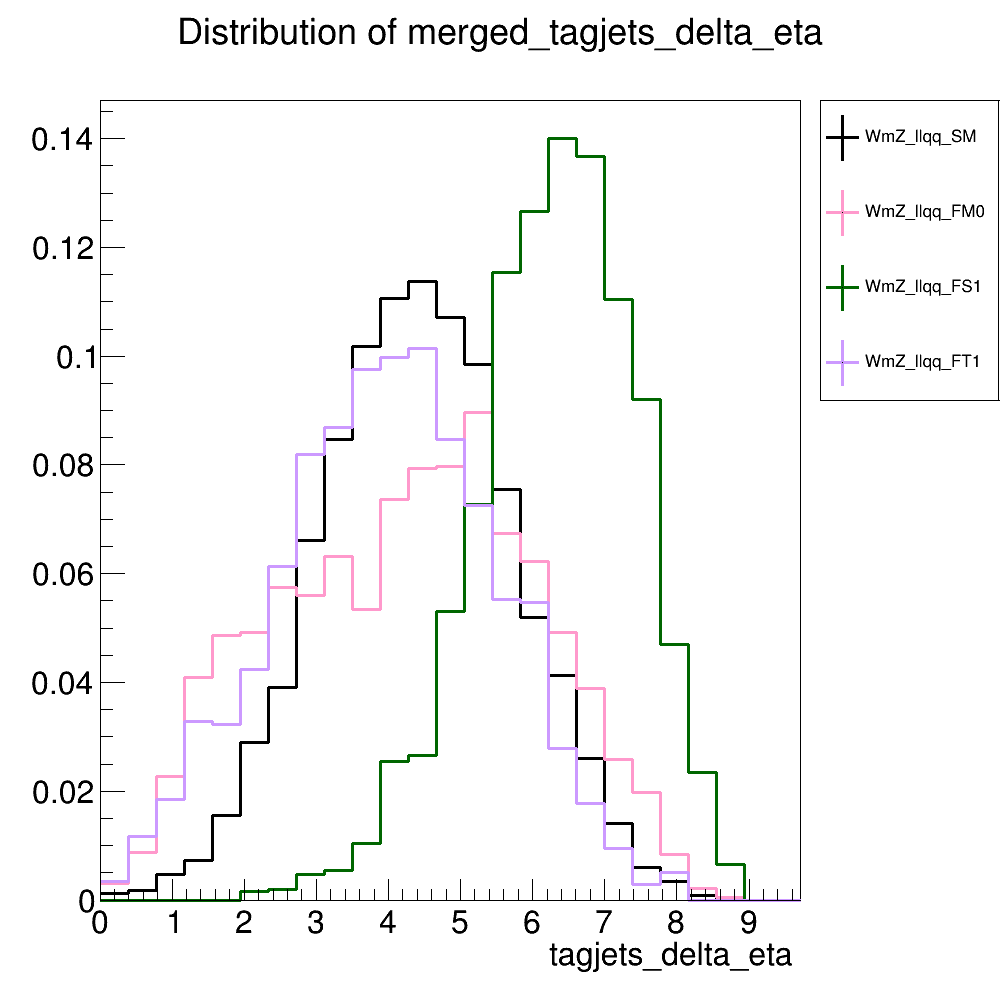 Distribution of merged_tagjets_delta_eta
0.14
0.12
0.1
0.08
0.06
0.04
0.02
0
0 1 2 3 4 5 6 7 8 9
tagjets_delta_eta
WmZ_llqq_SM
WmZ_llqq_FM0
WmZ_llqq_FS1
WmZ_llqq_FT1